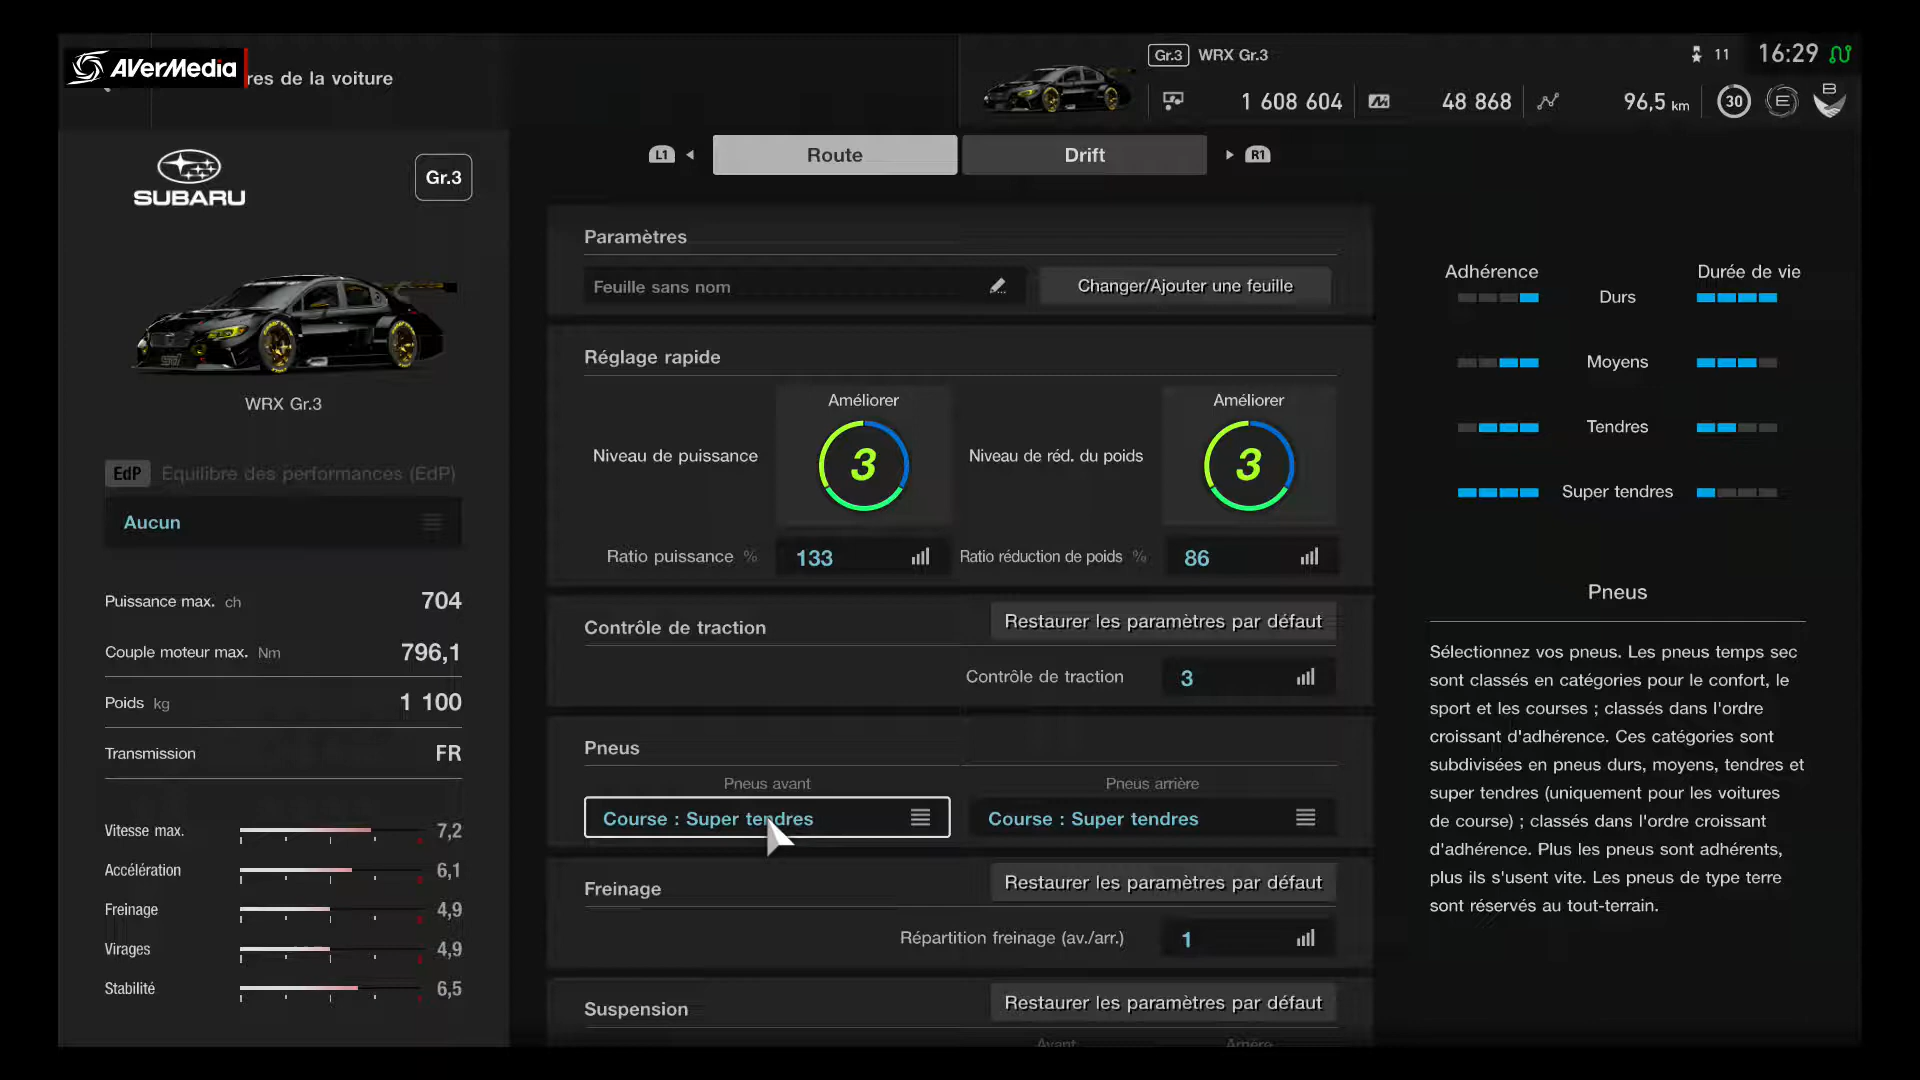 AVerMedia
res de la voiture
Gr.3 WRX Gr.3
11 16:29
1 608 604 48 868 96,5 km 30 E B
L1 Route Drift R1
SUBARU
Gr.3
WRX Gr.3
EdP Equilibre des performances (EdP)
Aucun
Puissance max. ch 704
Couple moteur max. Nm 796,1
Poids kg 1 100
Transmission FR
Vitesse max. 7,2
Accélération 6,1
Freinage 4,9
Virages 4,9
Stabilité 6,5
Paramètres
Feuille sans nom Changer/Ajouter une feuille
Réglage rapide
Améliorer Améliorer
Niveau de puissance 3 Niveau de réd. du poids 3
Ratio puissance % 133 Ratio réduction de poids % 86
Contrôle de traction Restaurer les paramètres par défaut
Contrôle de traction 3
Pneus
Pneus avant Pneus arrière
Course : Super tendres Course : Super tendres
Freinage Restaurer les paramètres par défaut
Répartition freinage (av./arr.) 1
Suspension Restaurer les paramètres par défaut
Avant Arrière
Adhérence Durée de vie
Durs
Moyens
Tendres
Super tendres
Pneus
Sélectionnez vos pneus. Les pneus temps sec
sont classés en catégories pour le confort, le
sport et les courses ; classés dans l'ordre
croissant d'adhérence. Ces catégories sont
subdivisées en pneus durs, moyens, tendres et
super tendres (uniquement pour les voitures
de course) ; classés dans l'ordre croissant
d'adhérence. Plus les pneus sont adhérents,
plus ils s'usent vite. Les pneus de type terre
sont réservés au tout-terrain.